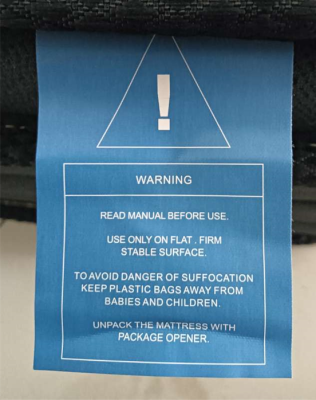 !
WARNING
READ MANUAL BEFORE USE.
USE ONLY ON FLAT . FIRM
STABLE SURFACE.
TO AVOID DANGER OF SUFFOCATION
KEEP PLASTIC BAGS AWAY FROM
BABIES AND CHILDREN.
UNPACK THE MATTRESS WITH
PACKAGE OPENER.